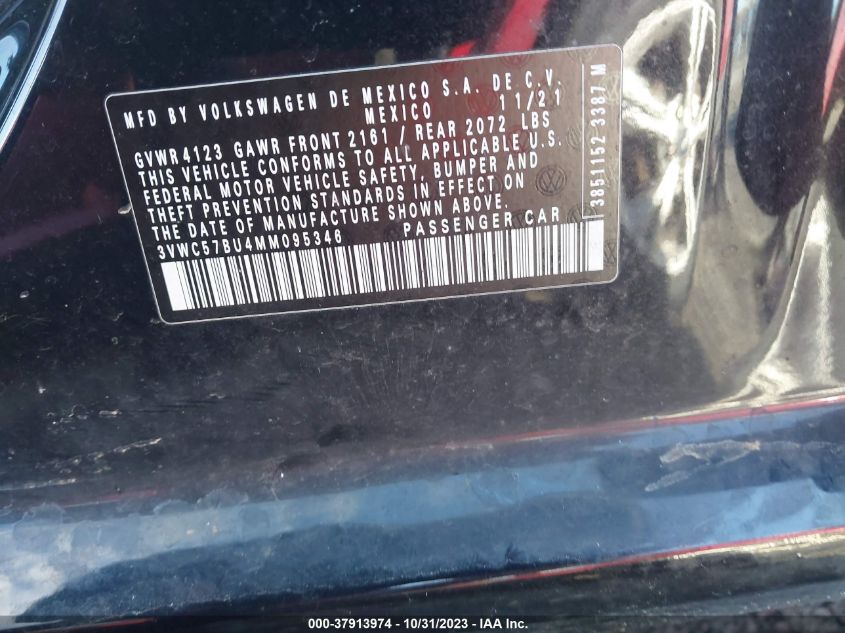 MFD BY VOLKSWAGEN DE MEXICO S.A. DE C.V.
MEXICO 11/21
GVWR 4123 GAWR FRONT 2161 / REAR 2072 LBS
THIS VEHICLE CONFORMS TO ALL APPLICABLE U.S.
FEDERAL MOTOR VEHICLE SAFETY, BUMPER AND
THEFT PREVENTION STANDARDS IN EFFECT ON
THE DATE OF MANUFACTURE SHOWN ABOVE.
3VWC57BU4MM095346 PASSENGER CAR
3851152 3387 M
000-37913974 - 10/31/2023 - © IAA Inc.